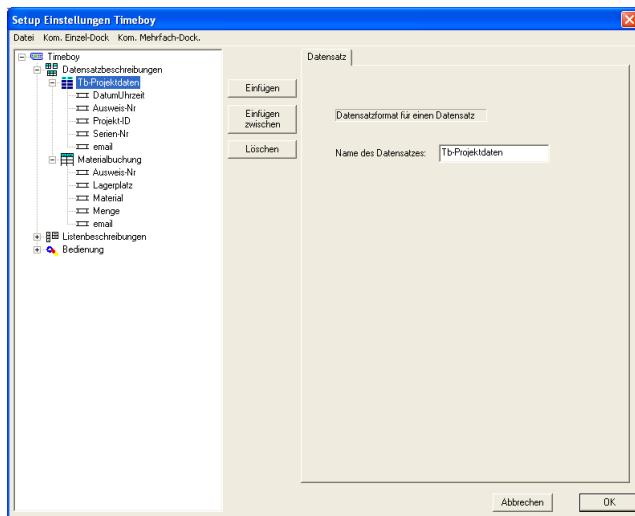 Setup Einstellungen Timeboy
Datei Kom. Einzel-Dock Kom. Mehrfach-Dock.
Timeboy
Datensatzbeschreibungen
Tb-Projektdaten
DatumUhrzeit
Ausweis-Nr
Projekt-ID
Serien-Nr
email
Materialbuchung
Ausweis-Nr
Lagerplatz
Material
Menge
email
Listenbeschreibungen
Bedienung
Einfügen
Einfügen
zwischen
Löschen
Datensatz
Datensatzformat für einen Datensatz
Name des Datensatzes: Tb-Projektdaten
Abbrechen OK